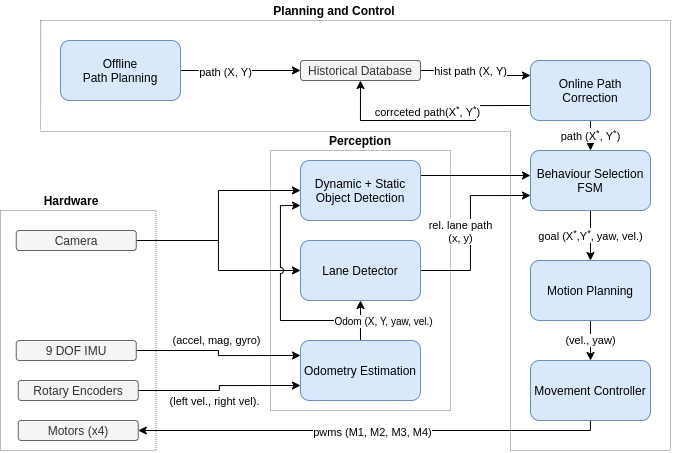 Planning and Control
Offline
Path Planning
path (X, Y)
Historical Database
hist path (X, Y)
Online Path
Correction
corrceted path(X*, Y*)
path (X*, Y*)
Perception
Dynamic + Static
Object Detection
Behaviour Selection
FSM
Hardware
Camera
rel. lane path
(x, y)
goal (X*,Y*, yaw, vel.)
Lane Detector
Motion Planning
Odom (X, Y, yaw, vel.)
(accel, mag, gyro)
(vel., yaw)
9 DOF IMU
Odometry Estimation
Rotary Encoders
(left vel., right vel).
Movement Controller
Motors (x4)
pwms (M1, M2, M3, M4)